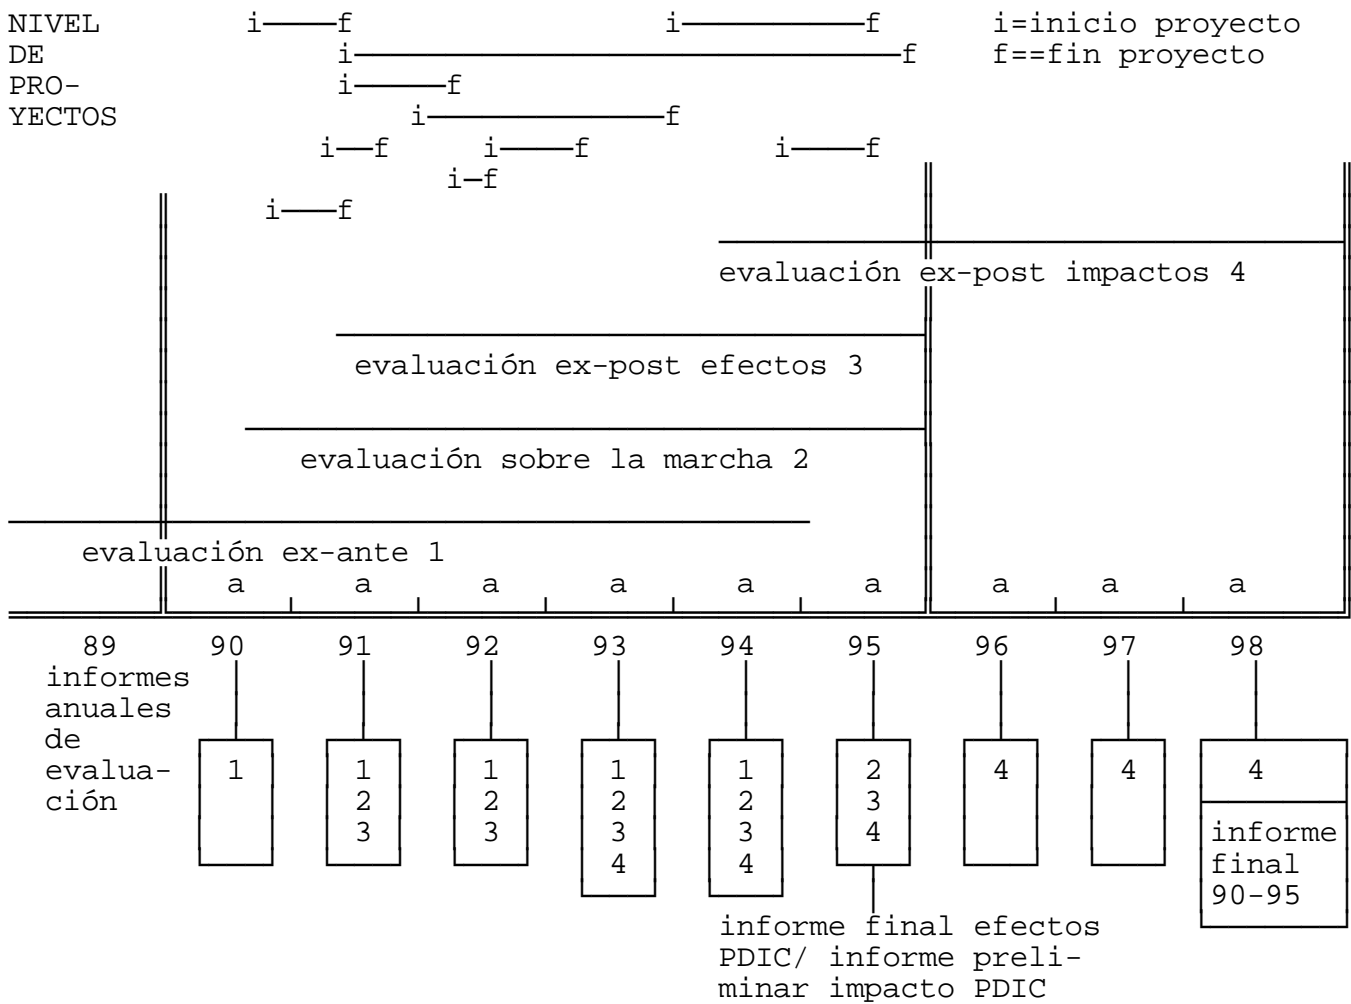 NIVEL i f i f i=inicio proyecto
DE i f f==fin proyecto
PRO- i f
YECTOS i f
i f i f i f
i f
i f
evaluación ex-post impactos 4
evaluación ex-post efectos 3
evaluación sobre la marcha 2
evaluación ex-ante 1
a a a a a a a a a
89 90 91 92 93 94 95 96 97 98
informes
anuales
de
evalua- 1 1 1 1 1 2 4 4 4
ción 2 2 2 2 3
3 3 3 3 4 informe
4 4 final
90-95
informe final efectos
PDIC/ informe preli-
minar impacto PDIC